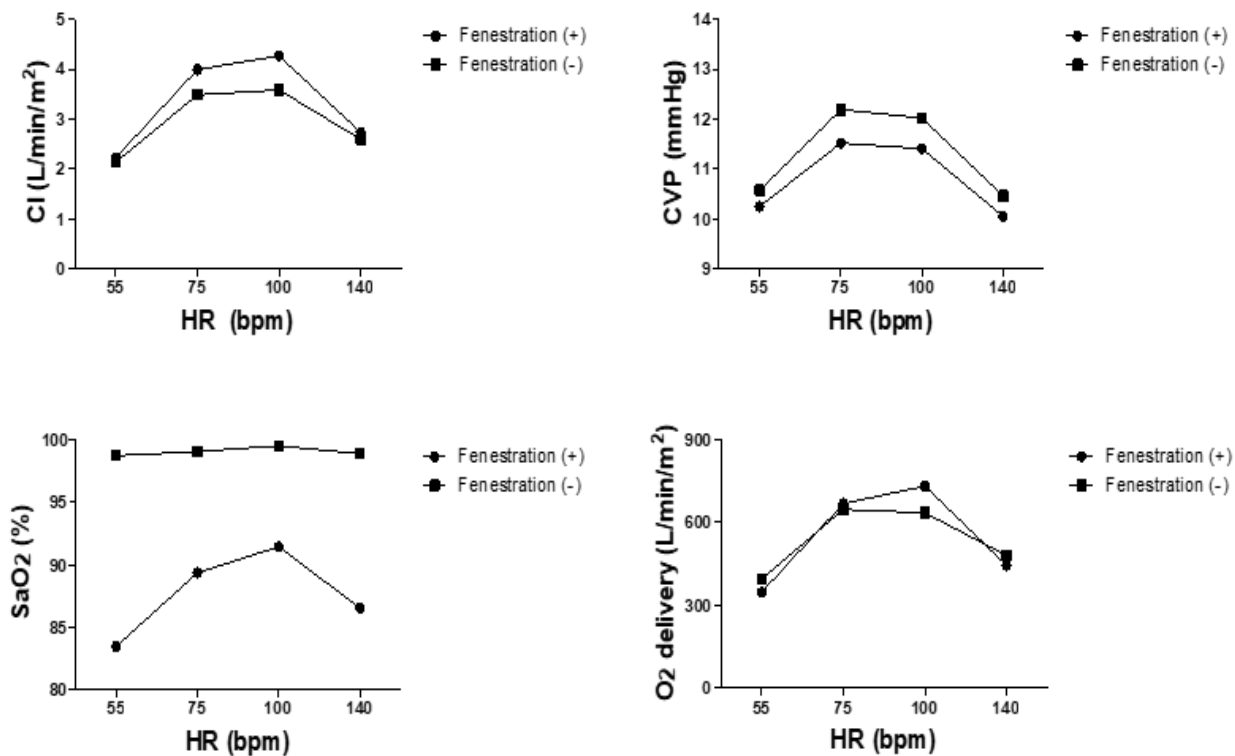 CI (L/min/m²)
5
4
3
2
1
0
55 75 100 140
HR (bpm)
Fenestration (+)
Fenestration (-)
CVP (mmHg)
14
13
12
11
10
9
55 75 100 140
HR (bpm)
Fenestration (+)
Fenestration (-)
SaO2 (%)
100
95
90
85
80
55 75 100 140
HR (bpm)
Fenestration (+)
Fenestration (-)
O2 delivery (L/min/m²)
900
600
300
0
55 75 100 140
HR (bpm)
Fenestration (+)
Fenestration (-)